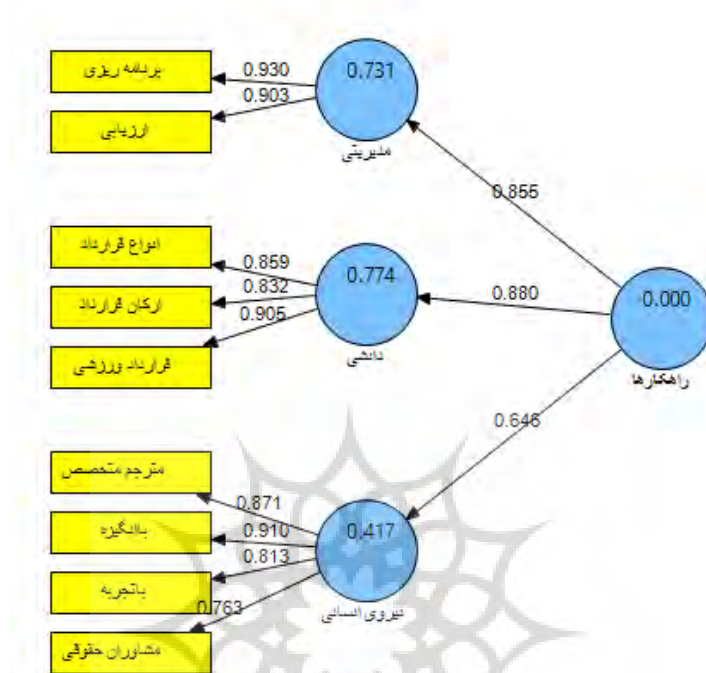 برنامه ریزی
0.930
0.903
ارزیابی
0.731
مدیریتی
0.855
انواع قرارداد
0.859
ارکان قرارداد
0.832
0.905
قرارداد ورزشی
0.774
دانشی
0.880
0.000
راهکارها
0.646
مترجم متخصص
0.871
باانگیزه
0.910
0.813
باتجربه
0.763
مشاوران حقوقی
0.417
نیروی انسانی